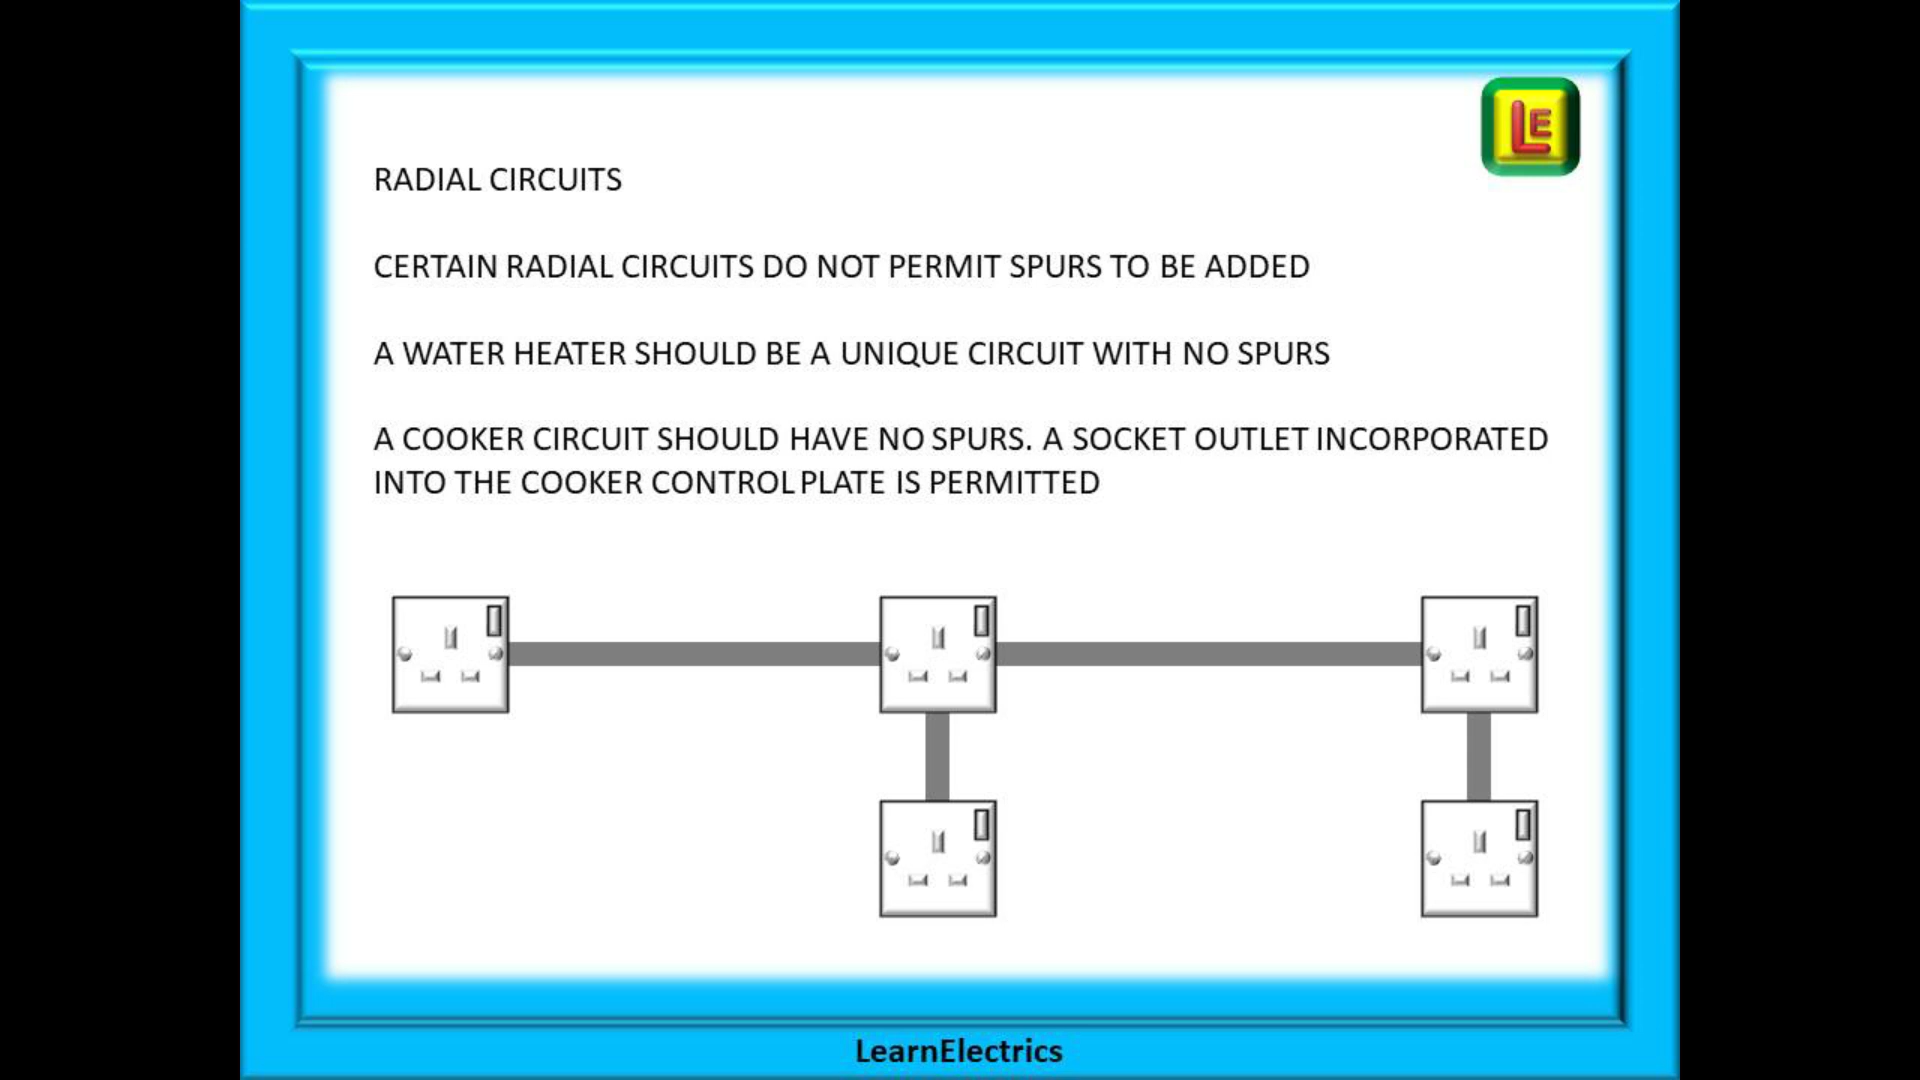 LE
RADIAL CIRCUITS
CERTAIN RADIAL CIRCUITS DO NOT PERMIT SPURS TO BE ADDED
A WATER HEATER SHOULD BE A UNIQUE CIRCUIT WITH NO SPURS
A COOKER CIRCUIT SHOULD HAVE NO SPURS. A SOCKET OUTLET INCORPORATED
INTO THE COOKER CONTROL PLATE IS PERMITTED
LearnElectrics